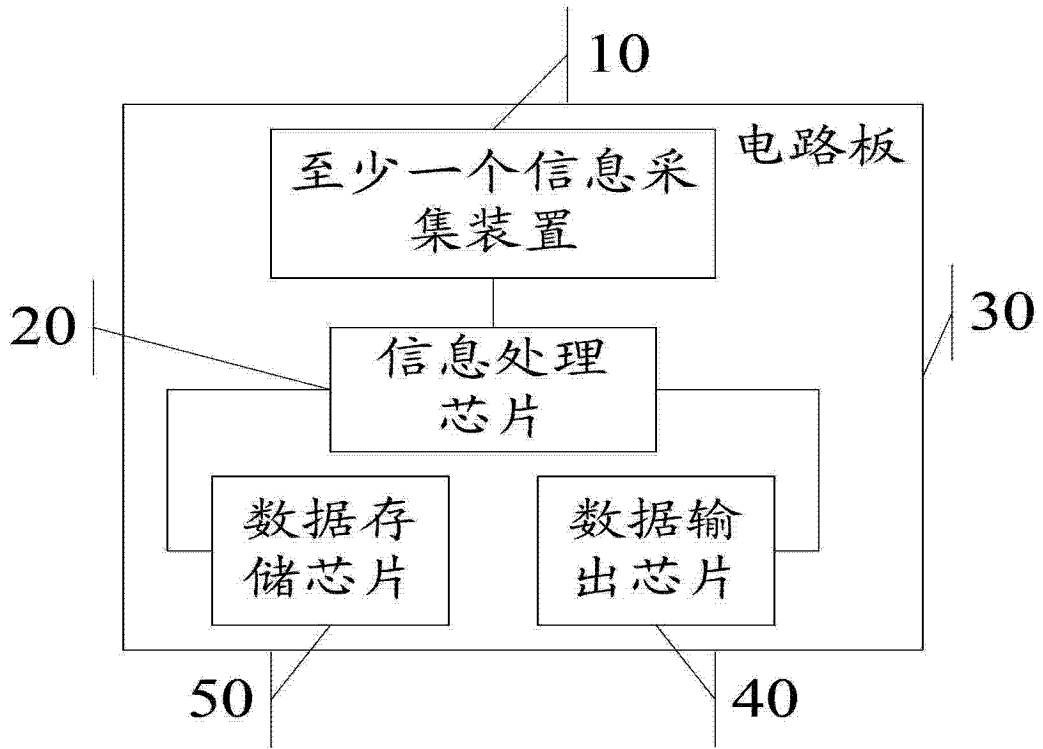 10
电路板
至少一个信息采
集装置
20
30
信息处理
芯片
数据存
储芯片
数据输
出芯片
50
40